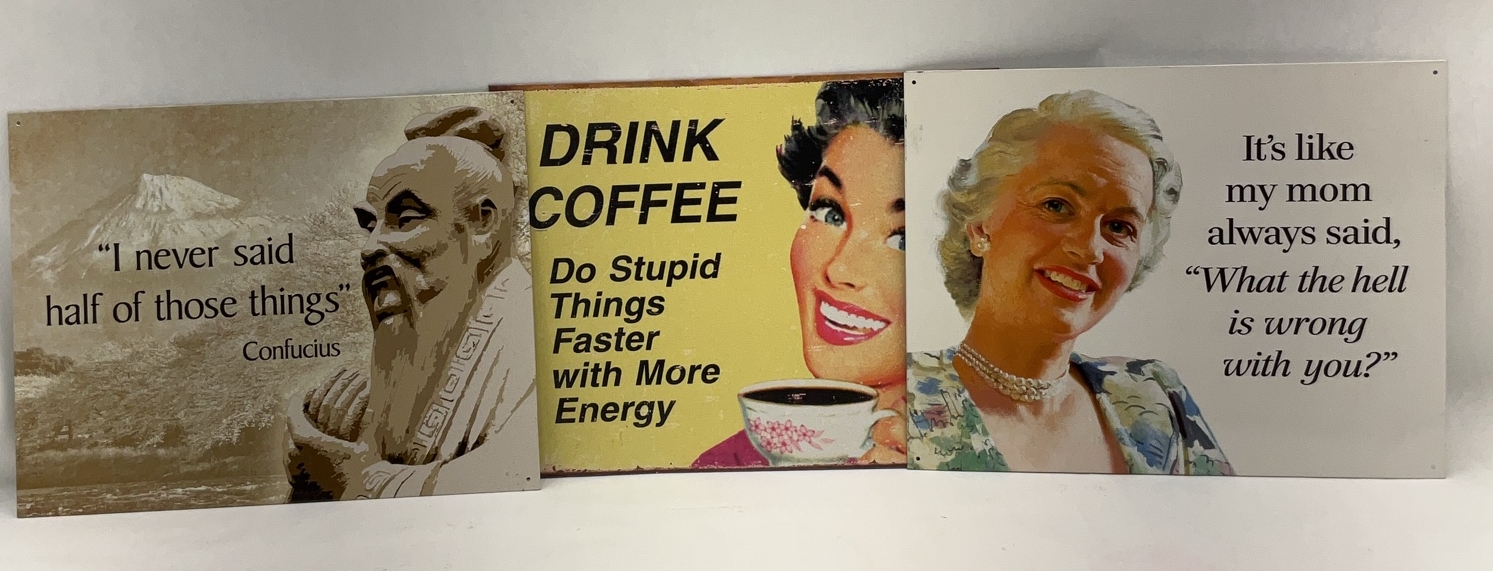 “I never said
half of those things”
Confucius
DRINK
COFFEE
Do Stupid
Things
Faster
with More
Energy
It’s like
my mom
always said,
“What the hell
is wrong
with you?”